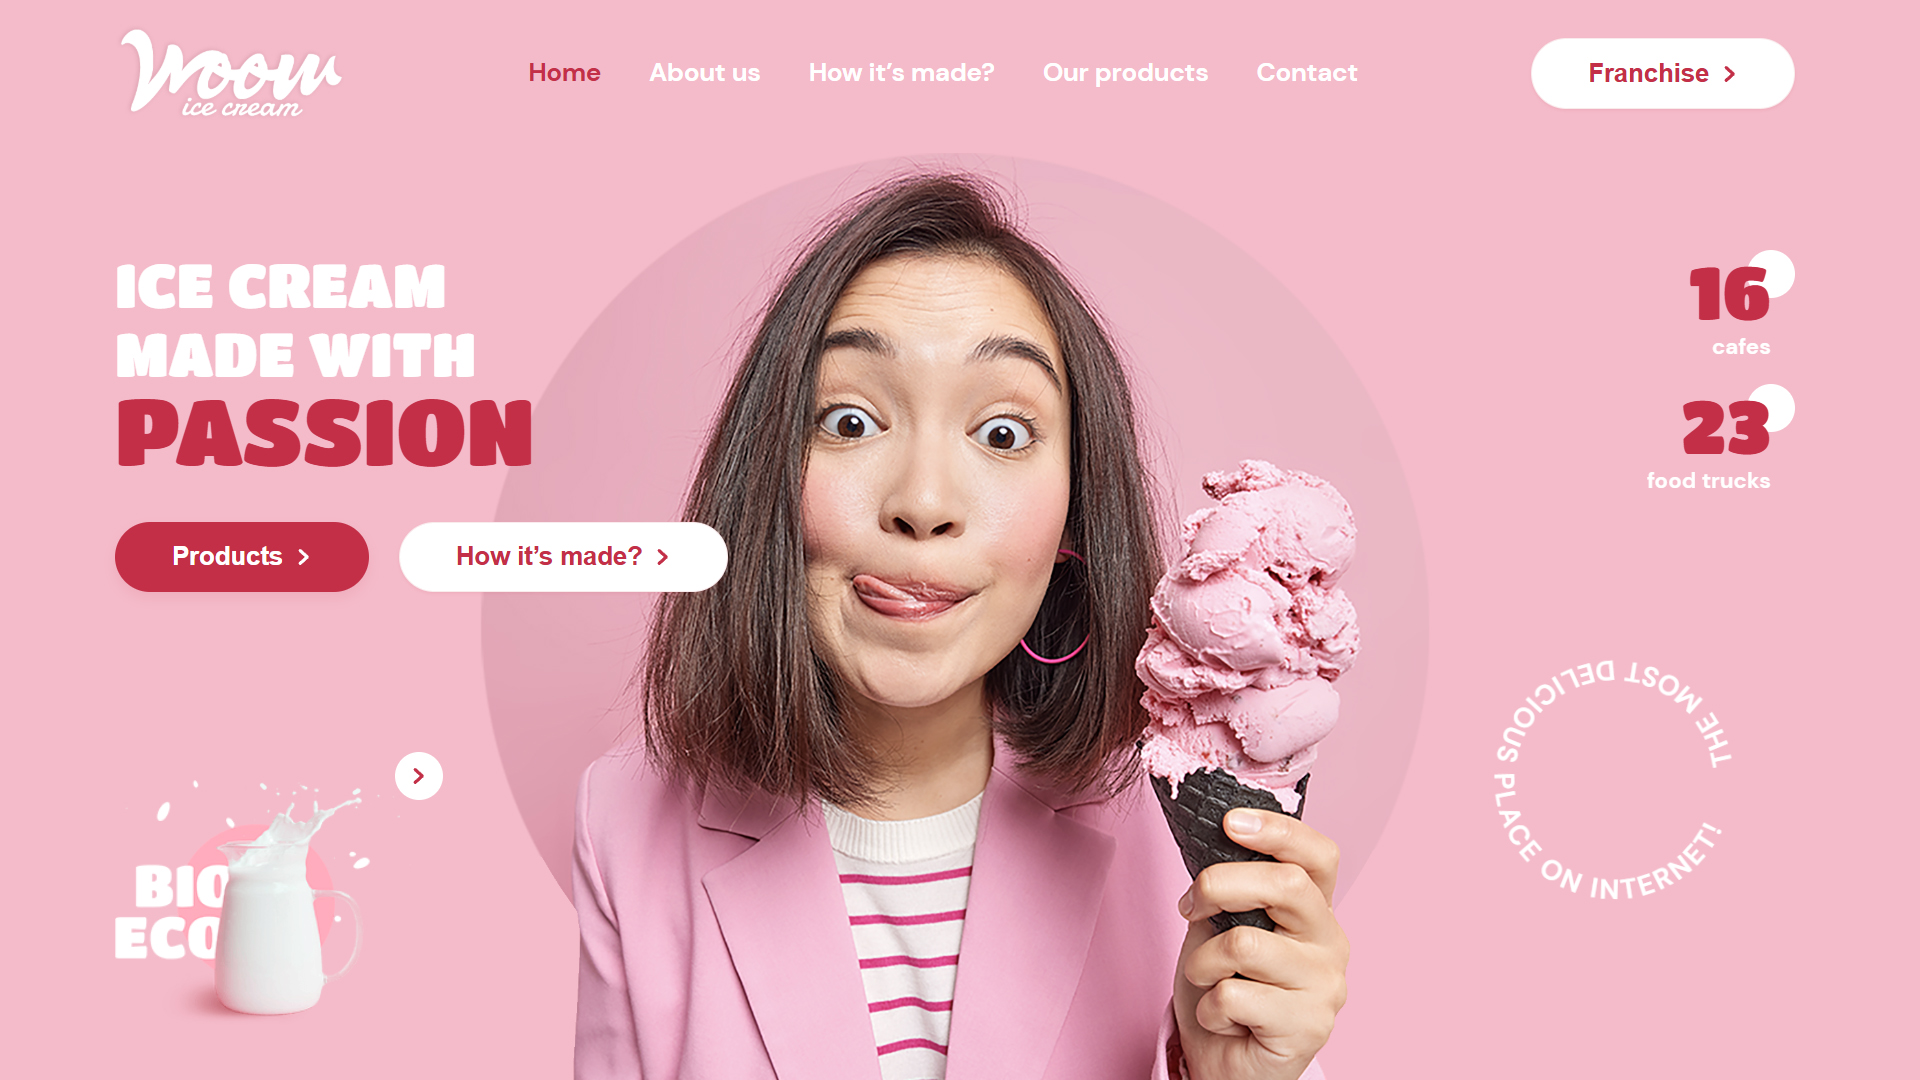 Woow
ice cream
Home
About us
How it's made?
Our products
Contact
Franchise
ICE CREAM
MADE WITH
PASSION
Products
How it's made?
16
cafes
23
food trucks
THE MOST DELICIOUS PLACE ON INTERNET!
BIO
ECO